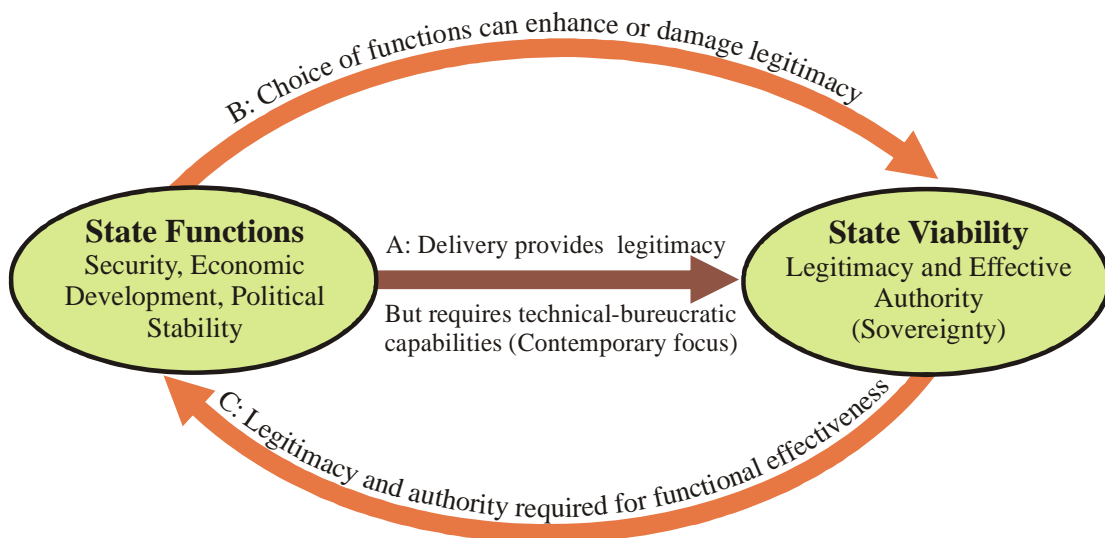 B: Choice of functions can enhance or damage legitimacy
State Functions
Security, Economic
Development, Political
Stability
A: Delivery provides legitimacy
But requires technical-bureucratic
capabilities (Contemporary focus)
State Viability
Legitimacy and Effective
Authority
(Sovereignty)
C: Legitimacy and authority required for functional effectiveness